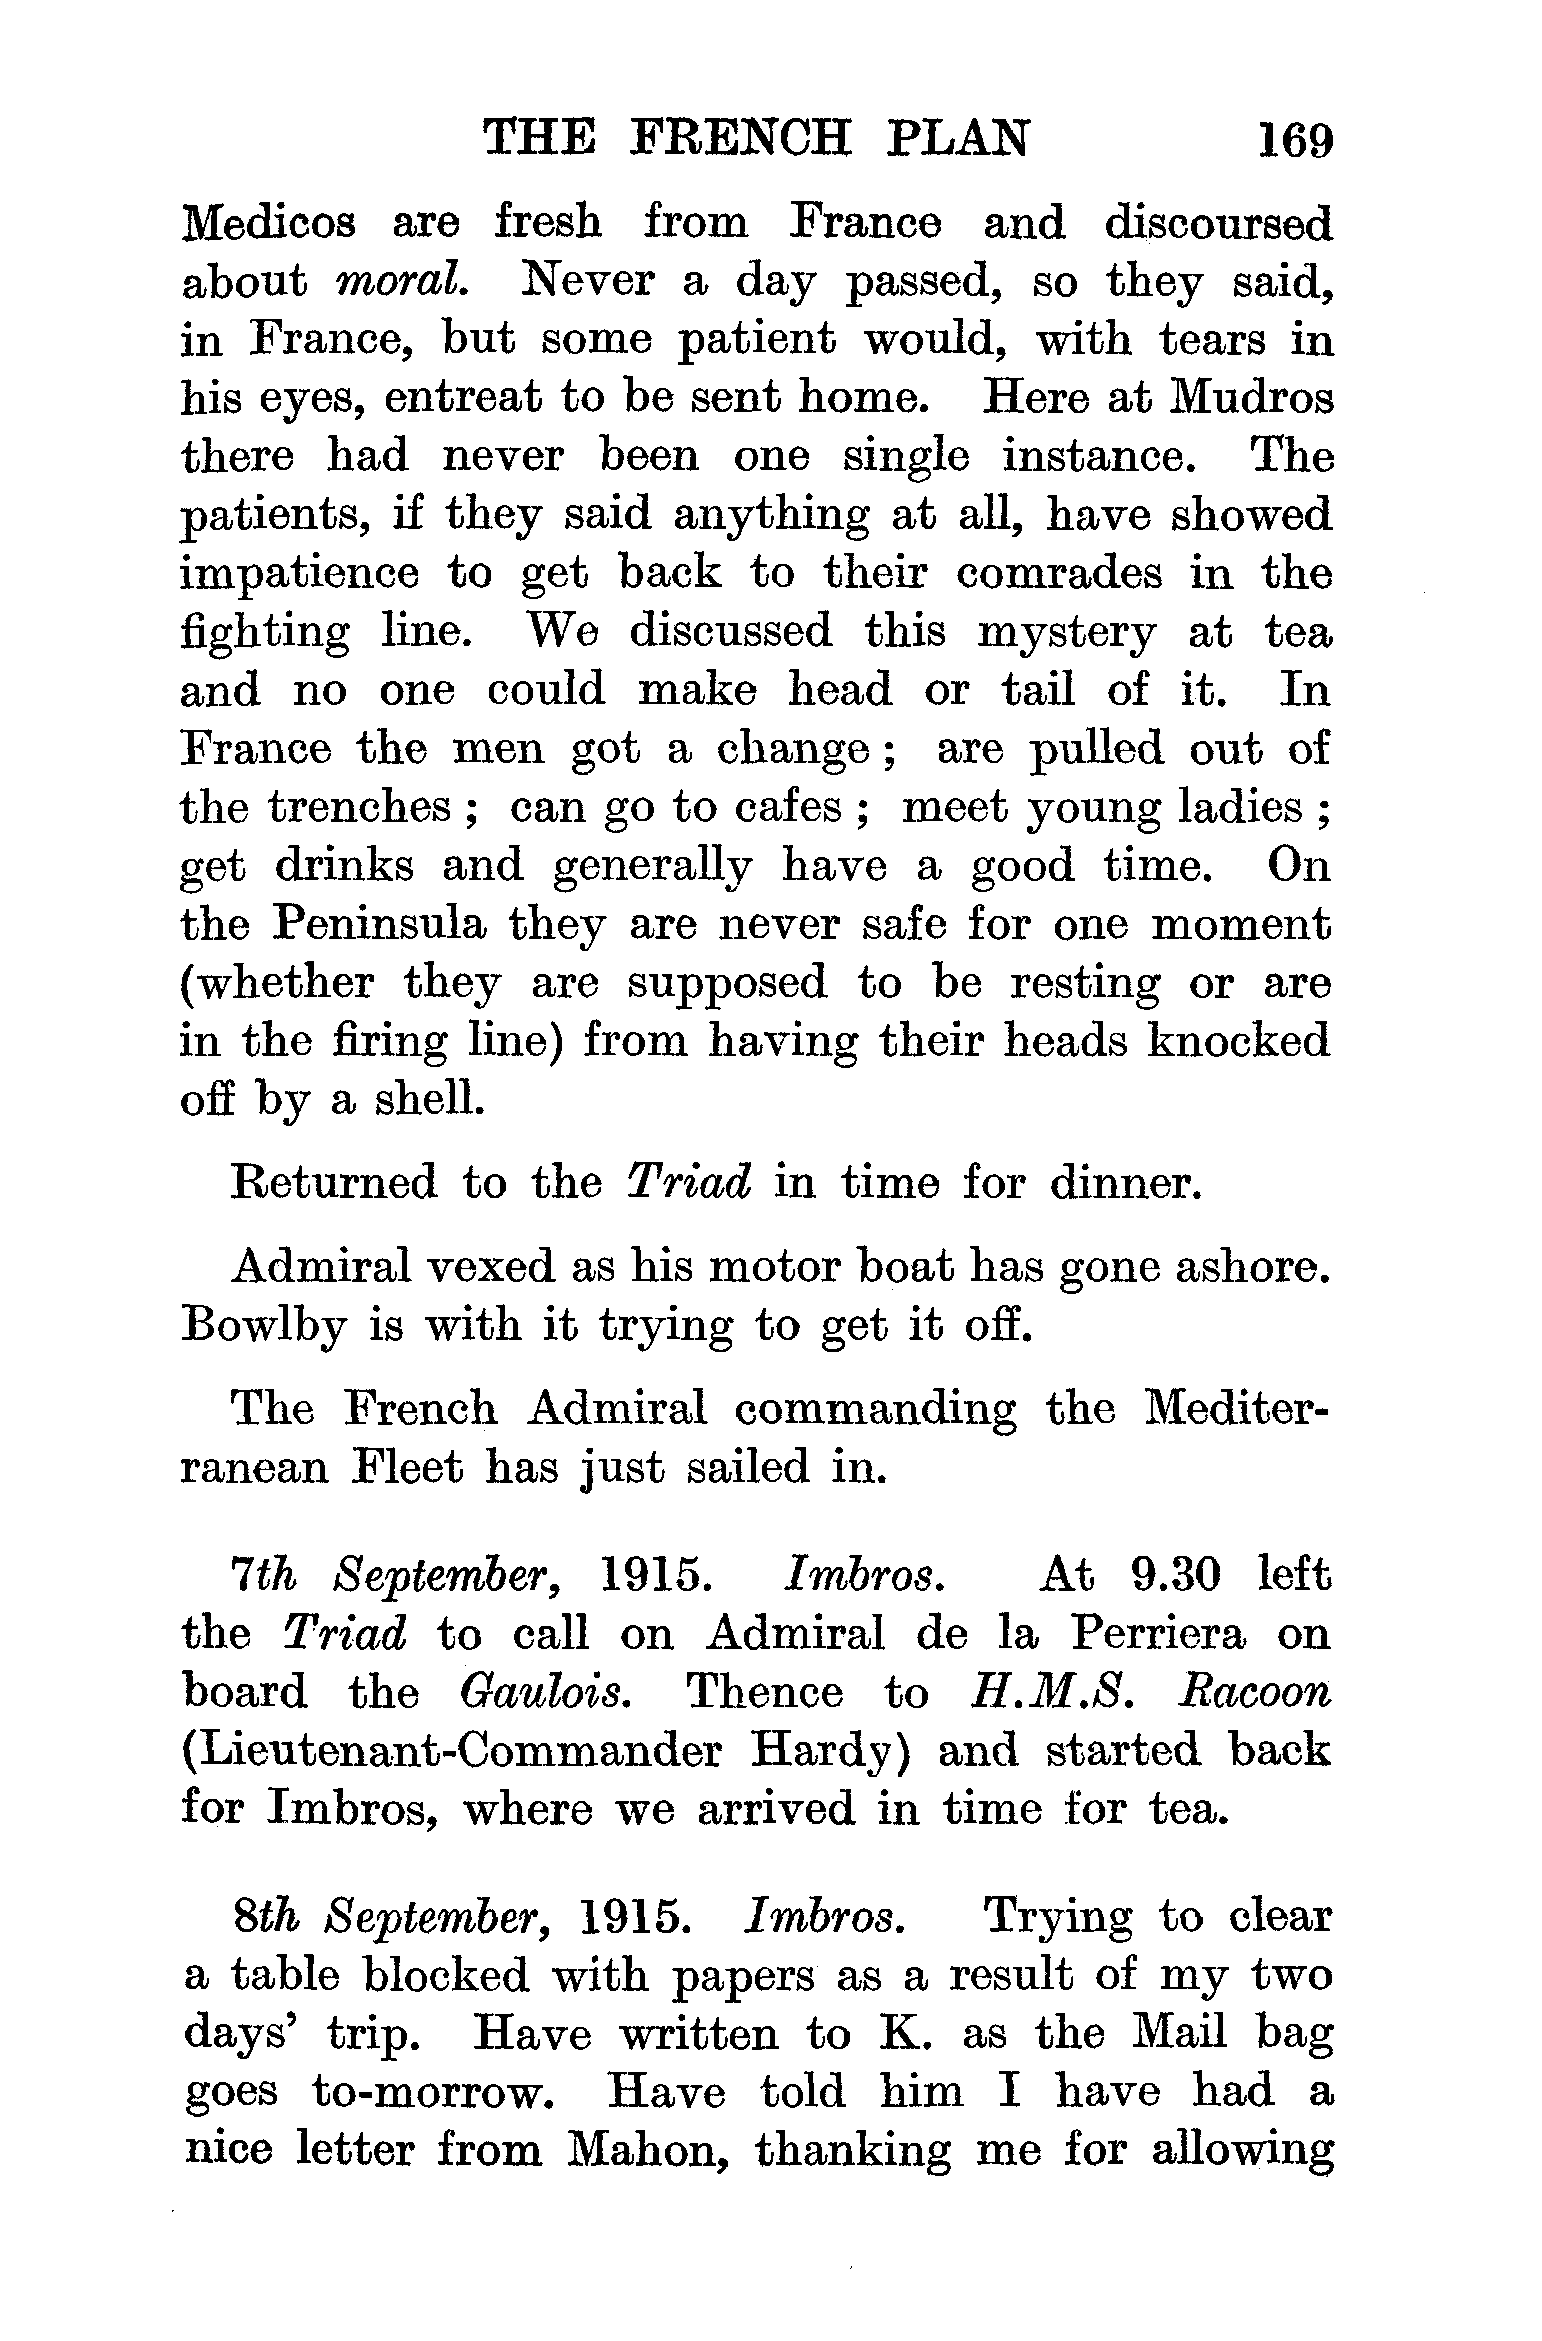 THE FRENCH PLAN 169
Medicos are fresh from France and discoursed
about moral. Never a day passed, so they said,
in France, but some patient would, with tears in
his eyes, entreat to be sent home. Here at Mudros
there had never been one single instance. The
patients, if they said anything at all, have showed
impatience to get back to their comrades in the
fighting line. We discussed this mystery at tea
and no one could make head or tail of it. In
France the men got a change ; are pulled out of
the trenches ; can go to cafes ; meet young ladies ;
get drinks and generally have a good time. On
the Peninsula they are never safe for one moment
(whether they are supposed to be resting or are
in the firing line) from having their heads knocked
off by a shell.
Returned to the Triad in time for dinner.
Admiral vexed as his motor boat has gone ashore.
Bowlby is with it trying to get it off.
The French Admiral commanding the Mediter-
ranean Fleet has just sailed in.
7th September, 1915. Imbros. At 9.30 left
the Triad to call on Admiral de la Perriera on
board the Gaulois. Thence to H.M.S. Racoon
(Lieutenant-Commander Hardy) and started back
for Imbros, where we arrived in time for tea.
8th September, 1915. Imbros. Trying to clear
a table blocked with papers as a result of my two
days' trip. Have written to K. as the Mail bag
goes to-morrow. Have told him I have had a
nice letter from Mahon, thanking me for allowing